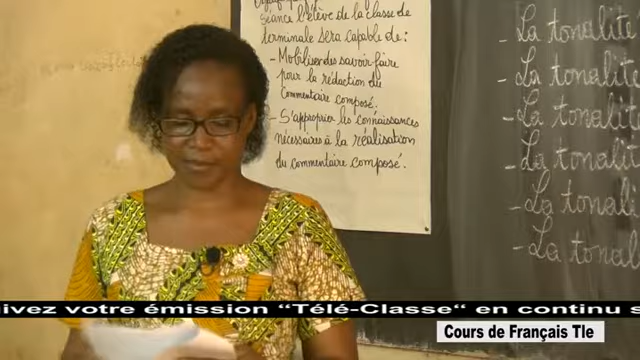 séance l'élève de la classe de
terminale sera capable de:
- Mobiliser des savoir faire
pour la rédaction du
commentaire composé.
- S'approprier les connaissances
nécessaires à la réalisation
du commentaire composé.
- La tonalité
- La tonalité
- La tonalité
- La tonalité
- La tonalité
- La tonalité
ivez votre émission "Télé-Classe" en continu s
Cours de Français Tle